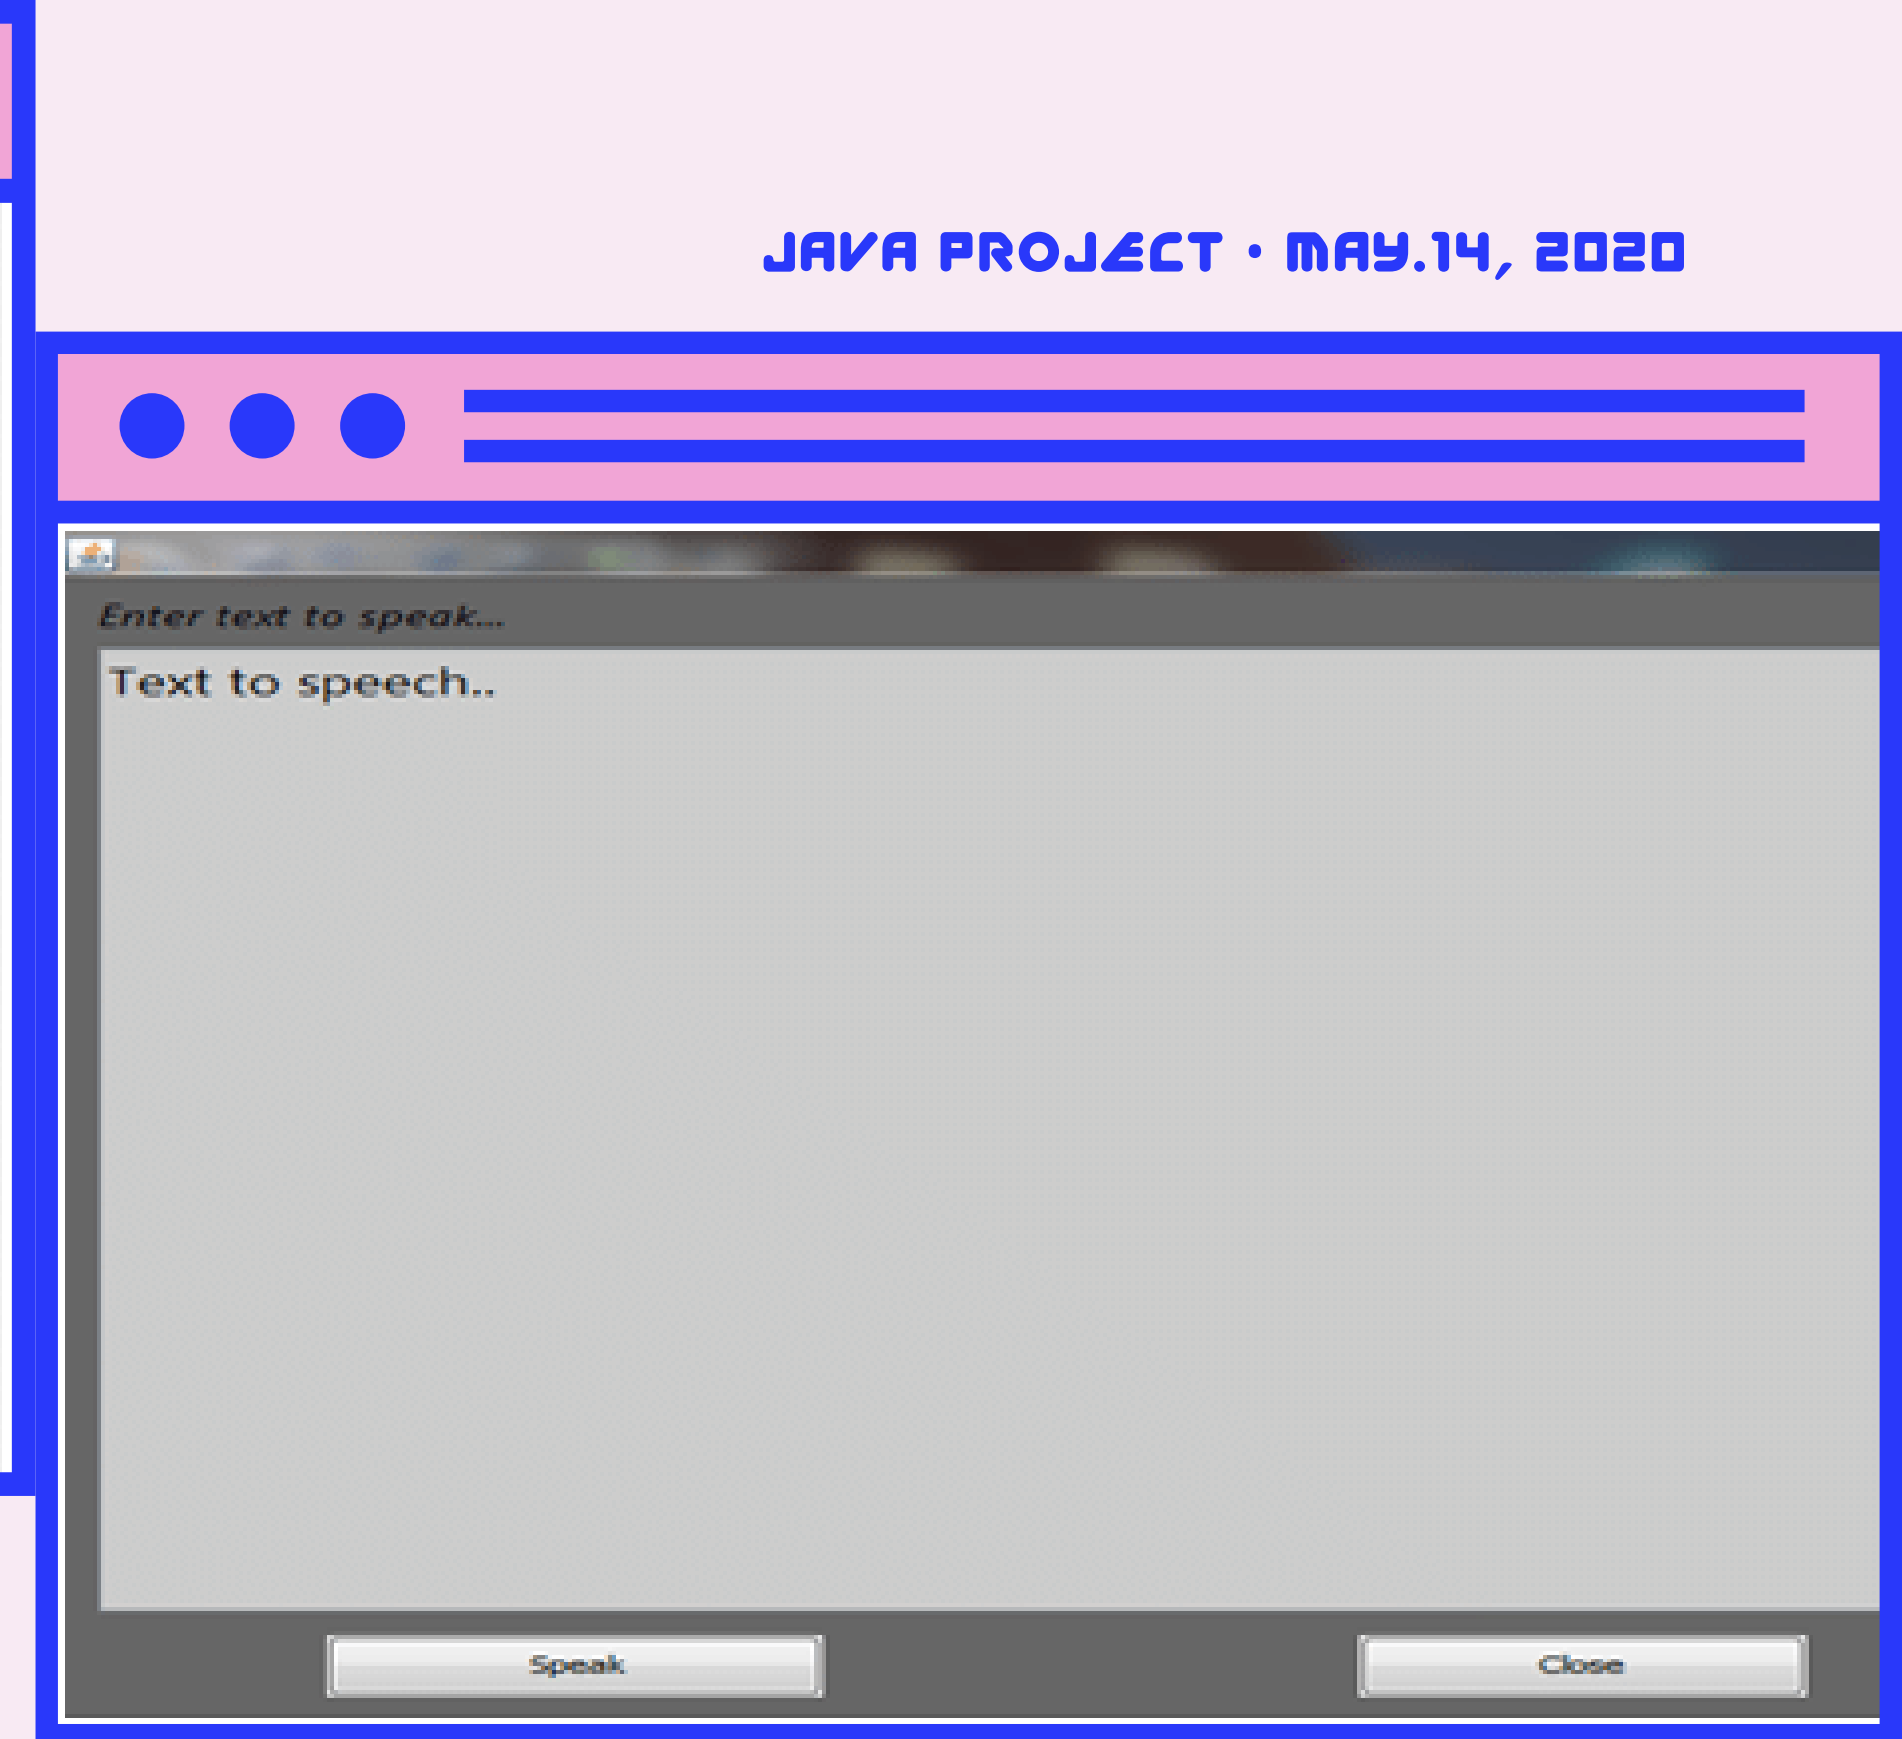 JAVA PROJECT • MAY.14, 2020
Enter text to speak...
Text to speech..
Speak
Close